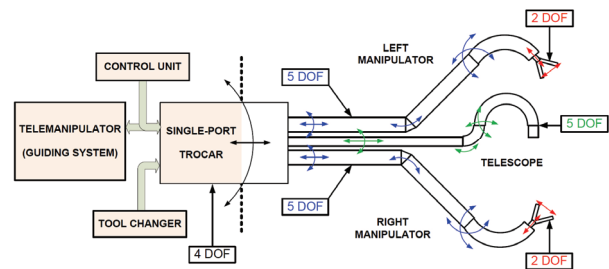 2 DOF
LEFT
MANIPULATOR
CONTROL UNIT
5 DOF
TELEMANIPULATOR
(GUIDING SYSTEM)
SINGLE-PORT
TROCAR
5 DOF
TELESCOPE
5 DOF
TOOL CHANGER
RIGHT
MANIPULATOR
4 DOF
2 DOF